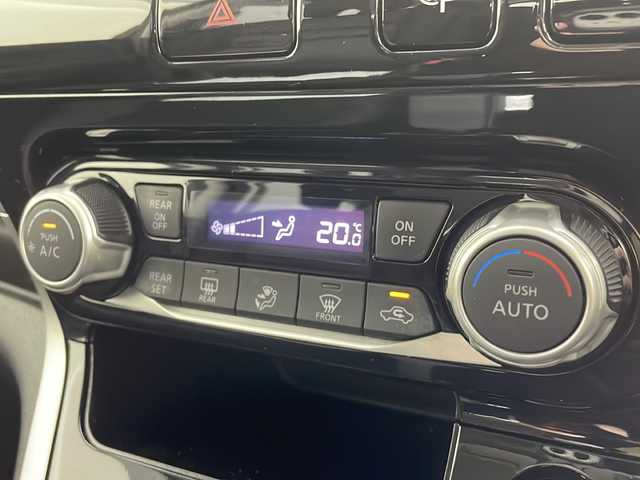 PUSH
A/C
REAR
ON
OFF
20.0
°C
ON
OFF
PUSH
AUTO
REAR
SET
REAR
FRONT